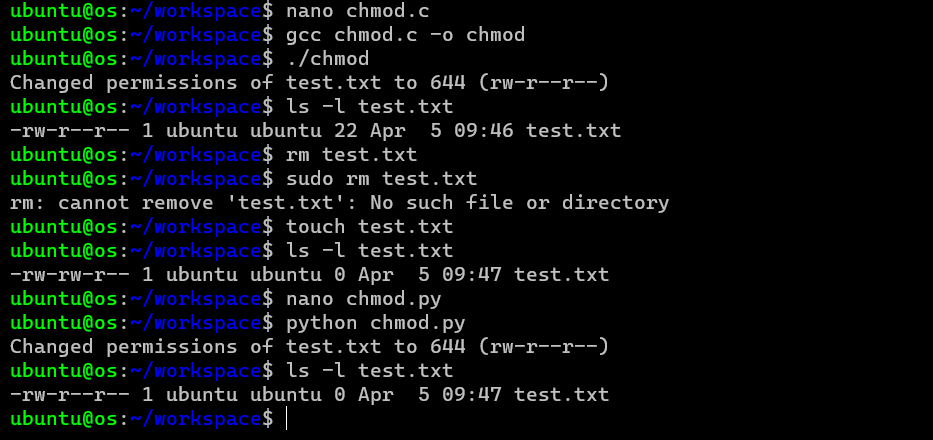 ubuntu@os:~/workspace$ nano chmod.c
ubuntu@os:~/workspace$ gcc chmod.c -o chmod
ubuntu@os:~/workspace$ ./chmod
Changed permissions of test.txt to 644 (rw-r--r--)
ubuntu@os:~/workspace$ ls -l test.txt
-rw-r--r-- 1 ubuntu ubuntu 22 Apr  5 09:46 test.txt
ubuntu@os:~/workspace$ rm test.txt
ubuntu@os:~/workspace$ sudo rm test.txt
rm: cannot remove 'test.txt': No such file or directory
ubuntu@os:~/workspace$ touch test.txt
ubuntu@os:~/workspace$ ls -l test.txt
-rw-rw-r-- 1 ubuntu ubuntu 0 Apr  5 09:47 test.txt
ubuntu@os:~/workspace$ nano chmod.py
ubuntu@os:~/workspace$ python chmod.py
Changed permissions of test.txt to 644 (rw-r--r--)
ubuntu@os:~/workspace$ ls -l test.txt
-rw-r--r-- 1 ubuntu ubuntu 0 Apr  5 09:47 test.txt
ubuntu@os:~/workspace$